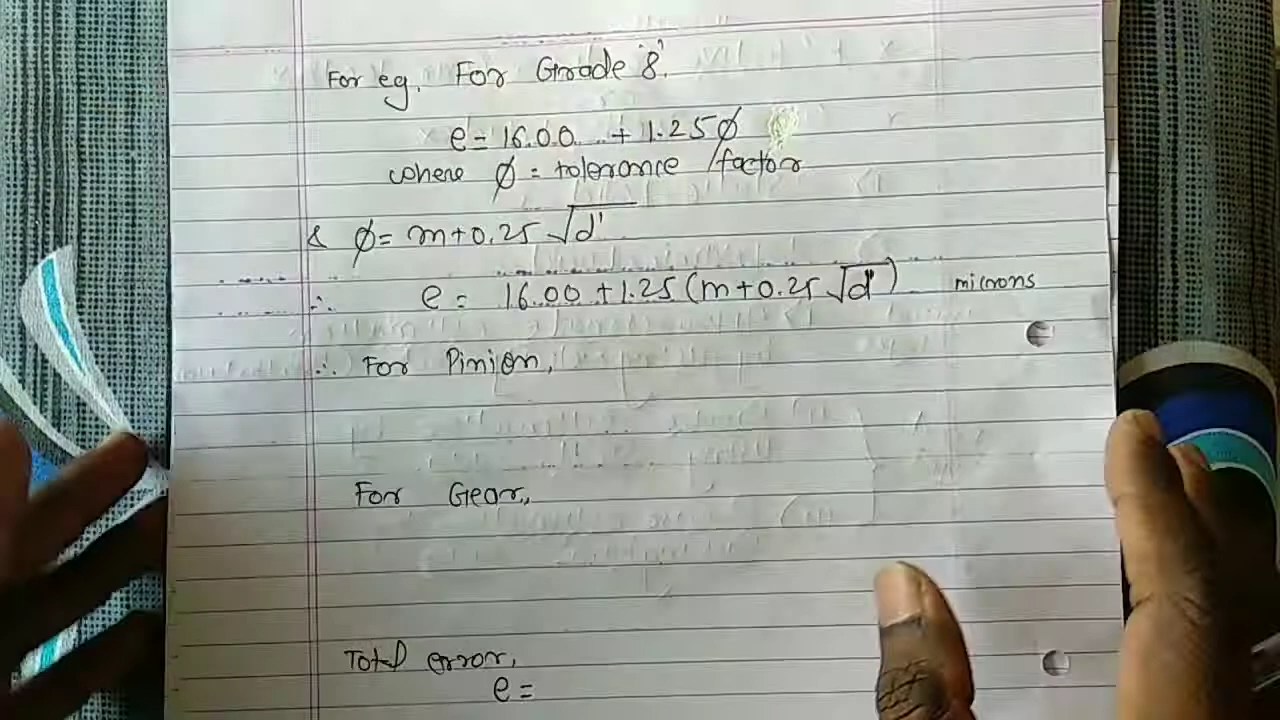 For eg. For Grade '8'.
e = 16.00 + 1.25ϕ
where ϕ = tolerance factor
& ϕ = m + 0.25 √d'
∴ e = 16.00 + 1.25 (m + 0.25 √d') microns
∴ For Pinion,
For Gear,
Total error,
e =